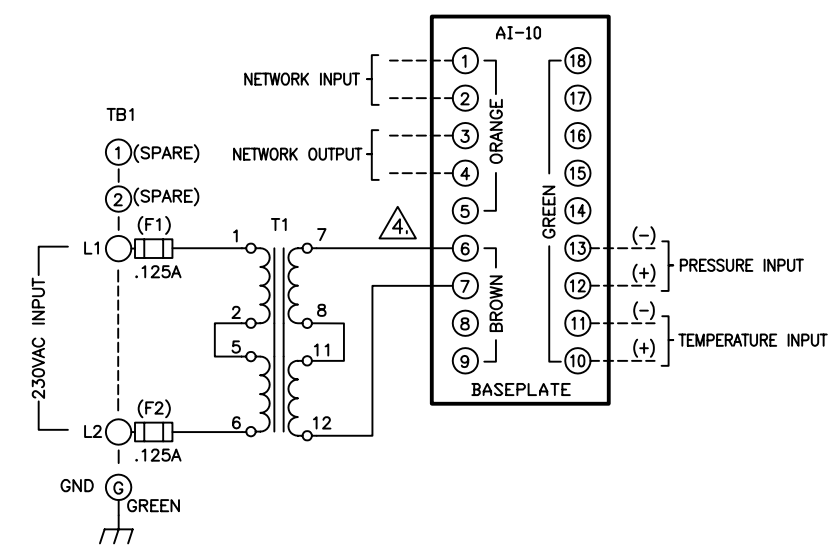 AI-10
1
18
NETWORK INPUT
2
17
TB1
ORANGE
3
16
1
(SPARE)
NETWORK OUTPUT
4
15
2
(SPARE)
5
14
GREEN
(F1)
T1
4.
L1
1
7
6
13
(-)
.125A
PRESSURE INPUT
7
12
(+)
BROWN
230VAC INPUT
2
8
8
11
(-)
5
11
TEMPERATURE INPUT
9
10
(+)
BASEPLATE
(F2)
L2
6
12
.125A
GND
G
GREEN